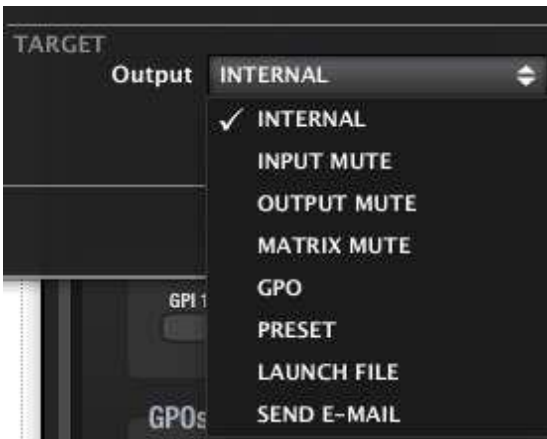 TARGET
Output INTERNAL
✓ INTERNAL
INPUT MUTE
OUTPUT MUTE
MATRIX MUTE
GPO
GPI 1
PRESET
LAUNCH FILE
GPOs
SEND E-MAIL